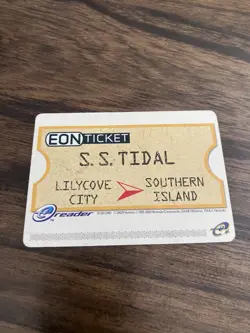 EON TICKET
S.S.TIDAL
LILYCOVE SOUTHERN
CITY ISLAND
e reader